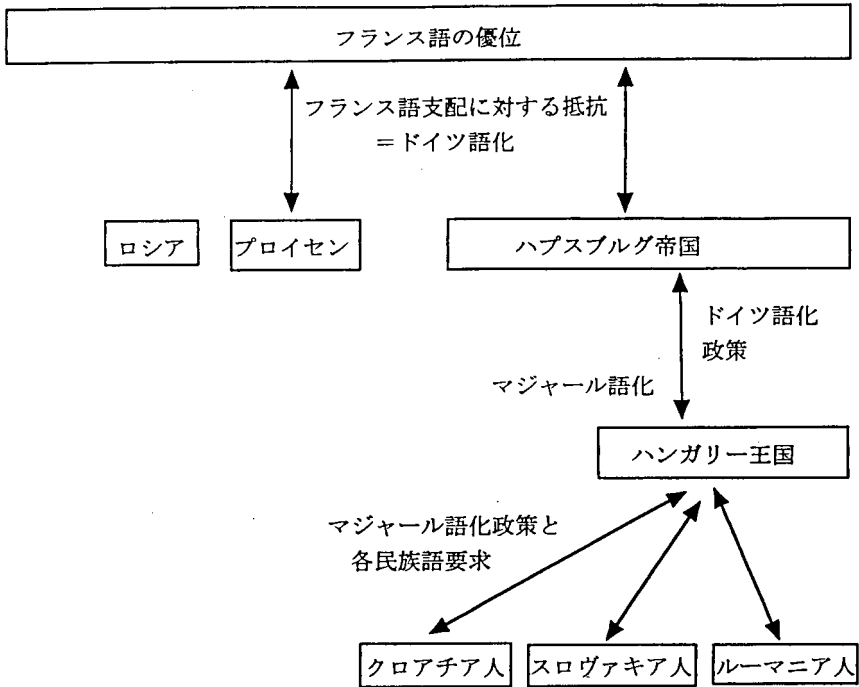 フランス語の優位
フランス語支配に対する抵抗
＝ドイツ語化
ロシア
プロイセン
ハプスブルグ帝国
ドイツ語化
政策
マジャール語化
ハンガリー王国
マジャール語化政策と
各民族語要求
クロアチア人
スロヴァキア人
ルーマニア人